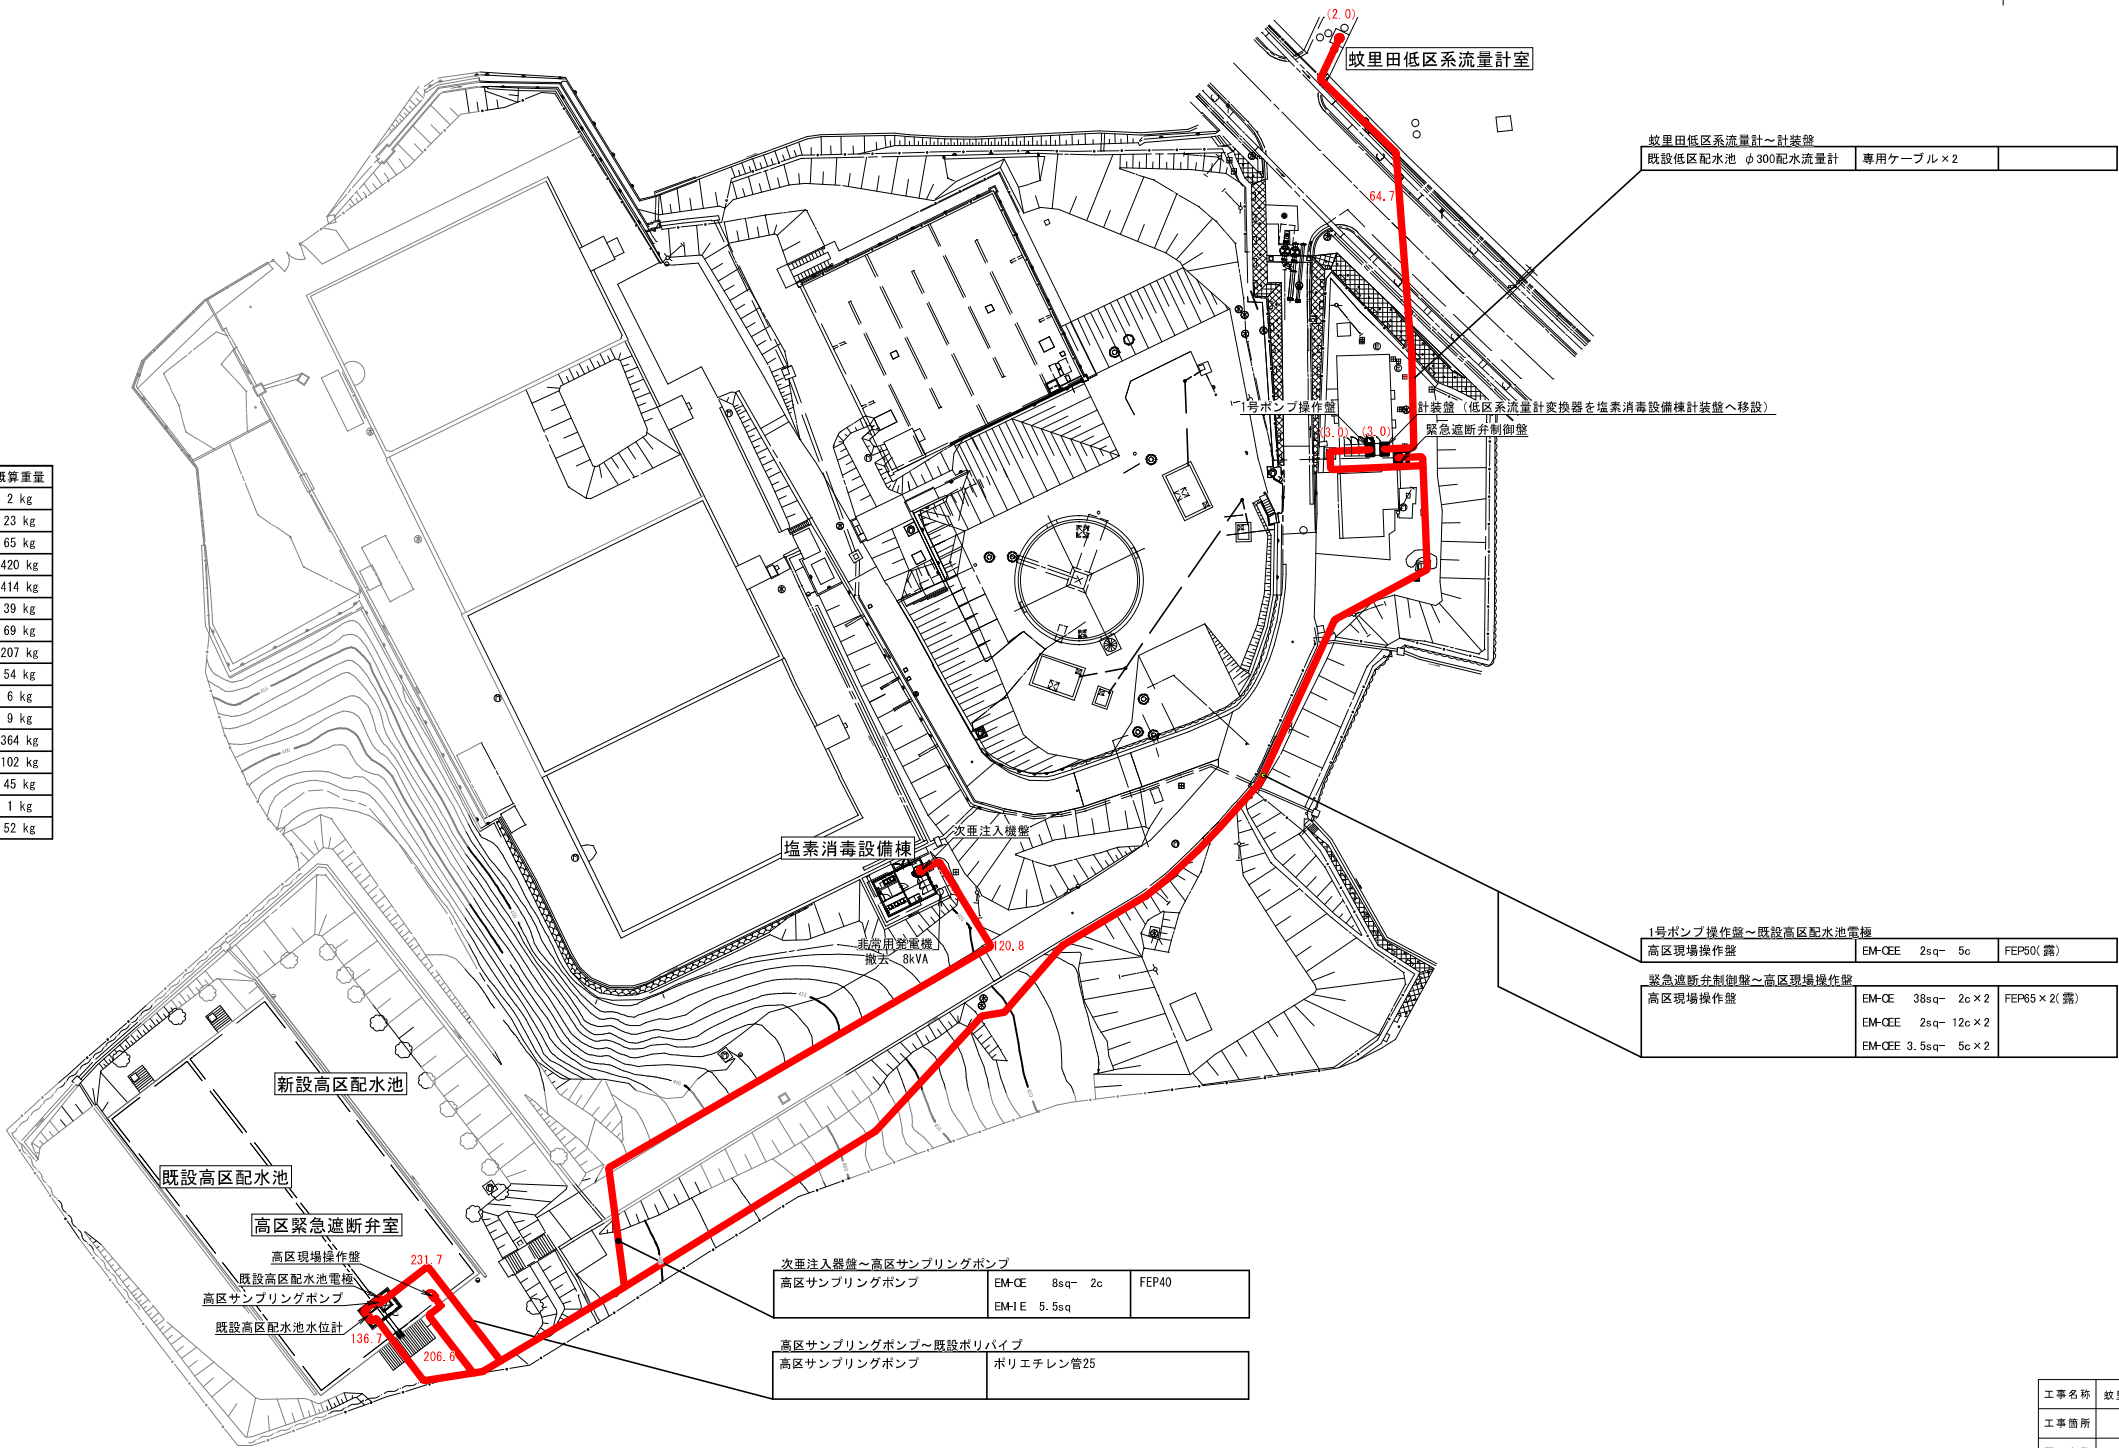 (2.0)
蚊里田低区系流量計室
蚊里田低区系流量計～計装盤
既設低区配水池 φ300配水流量計 専用ケーブル×2
64.7
1号ポンプ操作盤
計装盤（低区系流量計変換器を塩素消毒設備棟計装盤へ移設）
(3.0) (3.0)
緊急遮断弁制御盤
概算重量
2 kg
23 kg
65 kg
420 kg
414 kg
39 kg
69 kg
207 kg
54 kg
6 kg
9 kg
364 kg
102 kg
45 kg
1 kg
52 kg
次亜注入機盤
塩素消毒設備棟
非常用発電機
撤去 8kVA
120.8
1号ポンプ操作盤～既設高区配水池電極
高区現場操作盤 EM-CEE 2sq- 5c FEP50(露)
緊急遮断弁制御盤～高区現場操作盤
高区現場操作盤 EM-CE 38sq- 2c×2 FEP65×2(露)
EM-CEE 2sq- 12c×2
EM-CEE 3.5sq- 5c×2
新設高区配水池
既設高区配水池
高区緊急遮断弁室
高区現場操作盤
231.7
既設高区配水池電極
高区サンプリングポンプ
既設高区配水池水位計
136.7
206.6
次亜注入器盤～高区サンプリングポンプ
高区サンプリングポンプ EM-CE 8sq- 2c FEP40
EM-IE 5.5sq
高区サンプリングポンプ～既設ポリパイプ
高区サンプリングポンプ ポリエチレン管25
工事名称 蚊
工事箇所